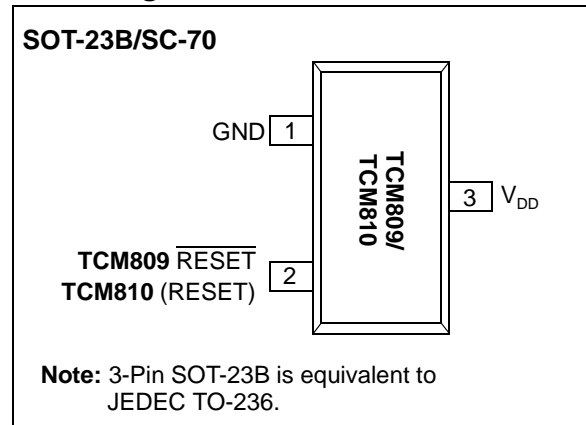 SOT-23B/SC-70
GND 1
TCM809/
TCM810
3 V_DD
TCM809 RESET
TCM810 (RESET)
2
Note: 3-Pin SOT-23B is equivalent to
JEDEC TO-236.